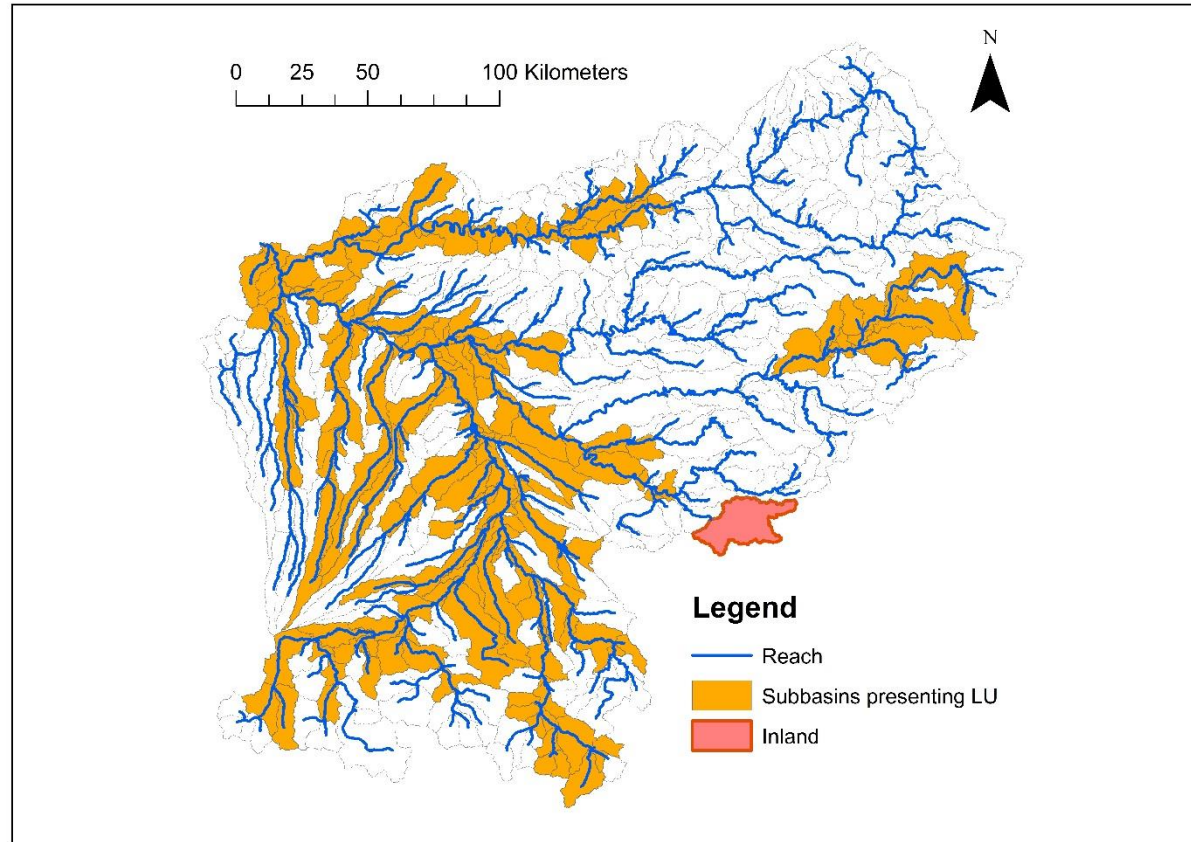 N
0 25 50 100 Kilometers
Legend
Reach
Subbasins presenting LU
Inland